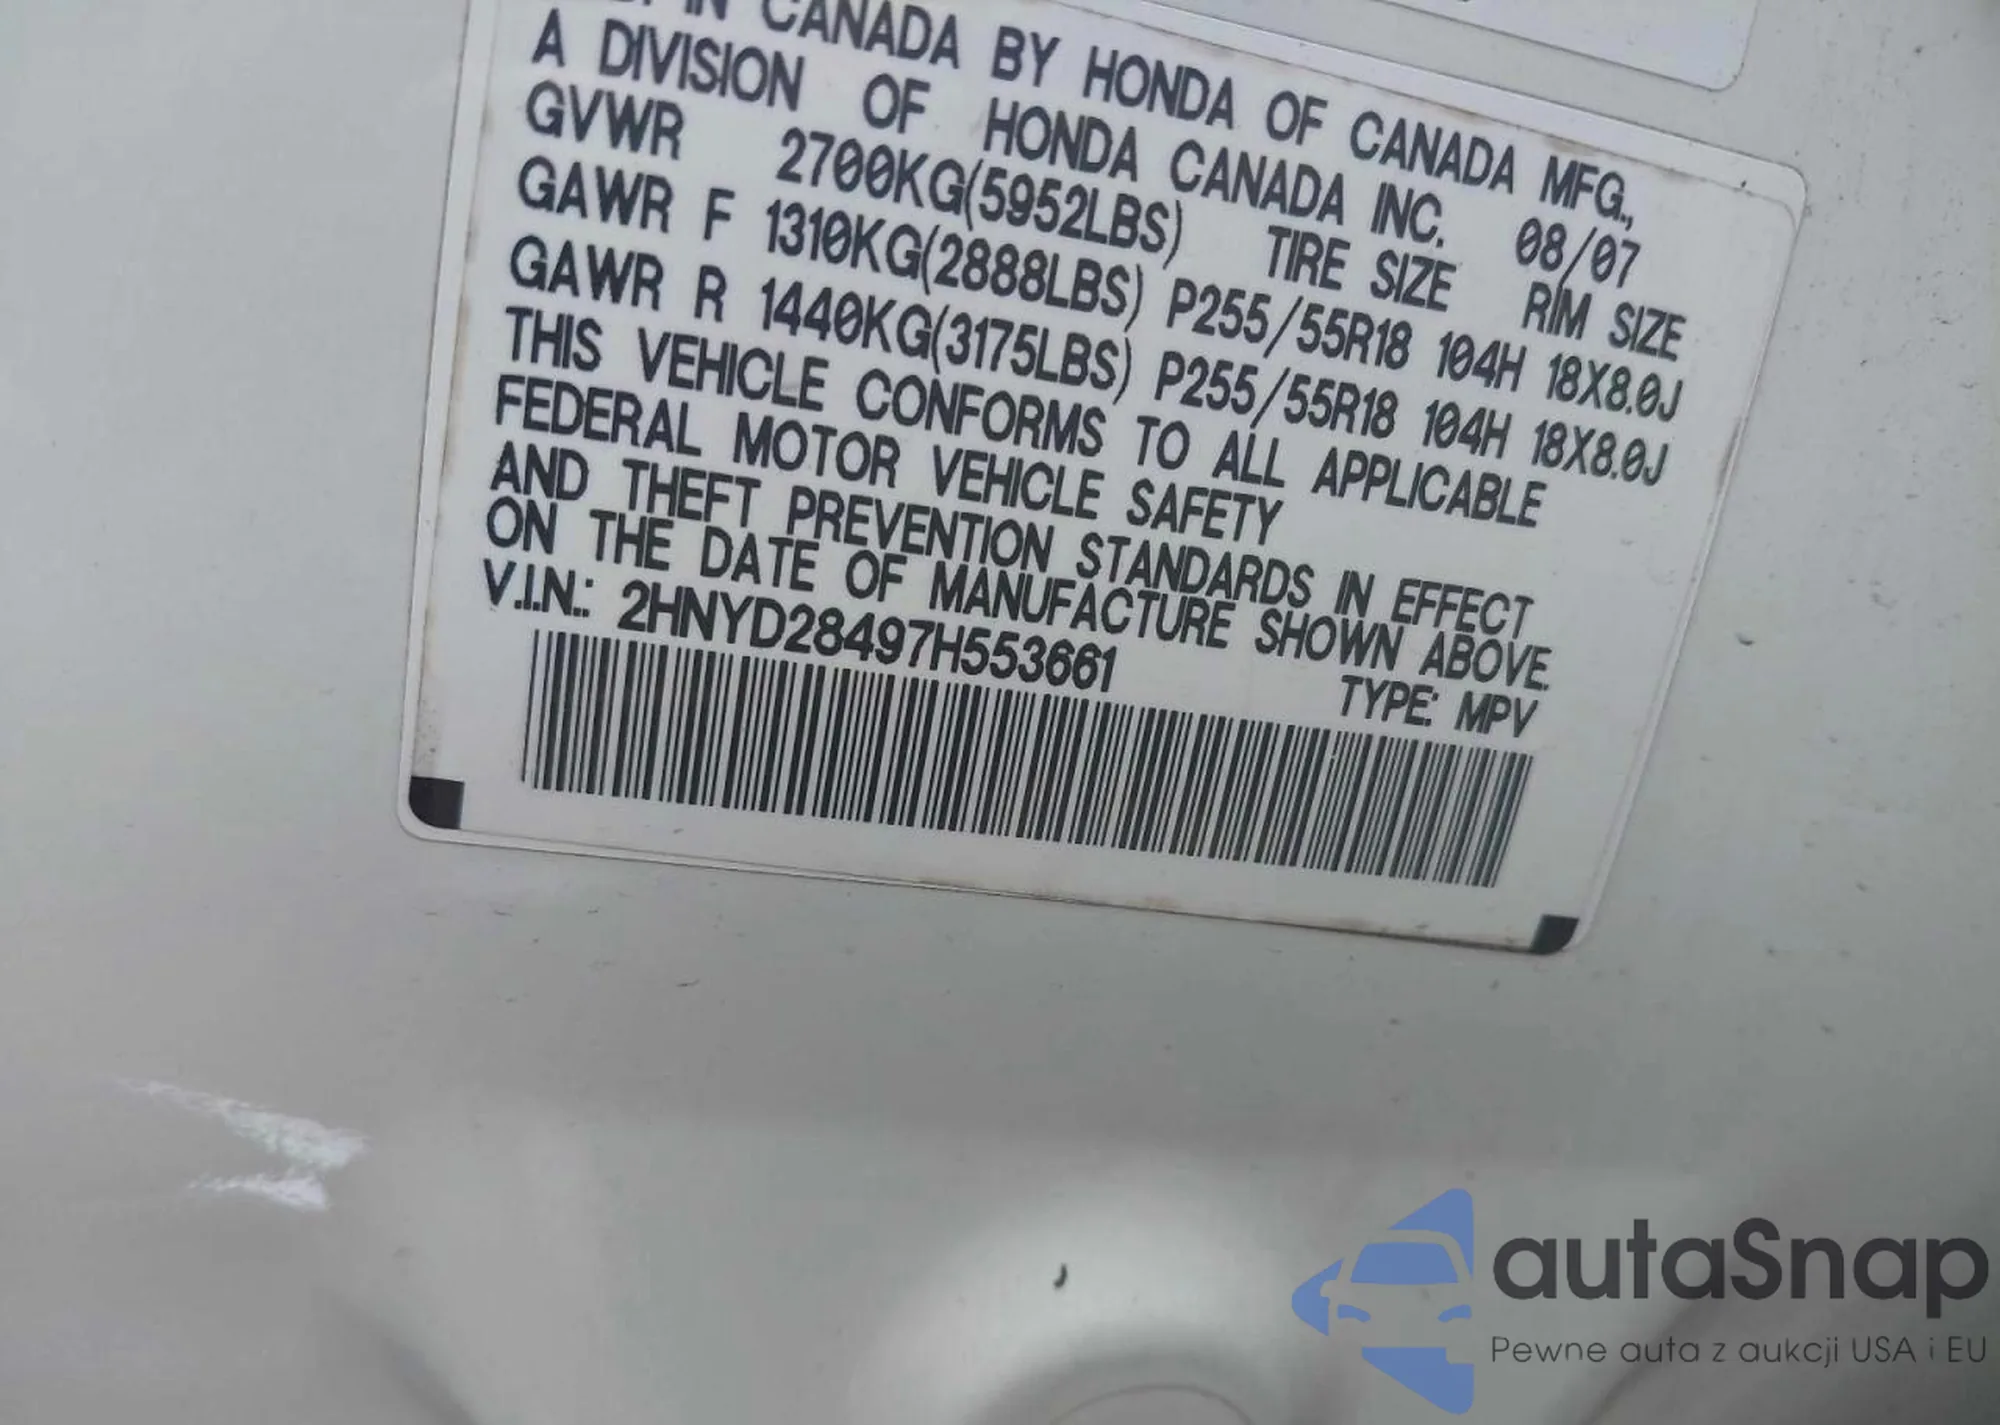 IN CANADA BY HONDA OF CANADA MFG.,
A DIVISION OF HONDA CANADA INC. 08/07
GVWR 2700KG(5952LBS) TIRE SIZE RIM SIZE
GAWR F 1310KG(2888LBS) P255/55R18 104H 18X8.0J
GAWR R 1440KG(3175LBS) P255/55R18 104H 18X8.0J
THIS VEHICLE CONFORMS TO ALL APPLICABLE
FEDERAL MOTOR VEHICLE SAFETY
AND THEFT PREVENTION STANDARDS IN EFFECT
ON THE DATE OF MANUFACTURE SHOWN ABOVE.
V.I.N.: 2HNYD28497H553661 TYPE: MPV
autaSnap
Pewne auta z aukcji USA i EU